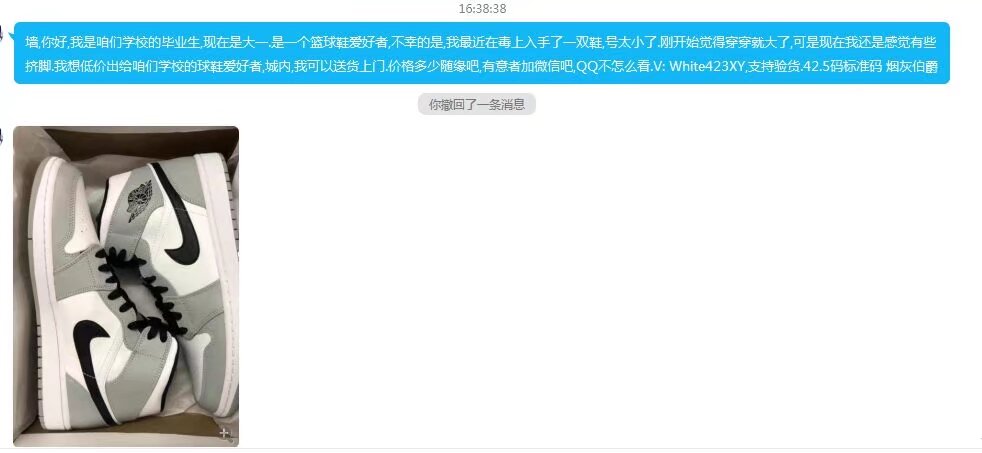 16:38:38
墙,你好,我是咱们学校的毕业生,现在是大一.是一个篮球鞋爱好者,不幸的是,我最近在毒上入手了一双鞋,号太小了.刚开始觉得穿穿就大了,可是现在我还是感觉有些
挤脚.我想低价出给咱们学校的球鞋爱好者,城内,我可以送货上门.价格多少随缘吧,有意者加微信吧,QQ不怎么看.V: White423XY,支持验货.42.5码标准码 烟灰伯爵
你撤回了一条消息